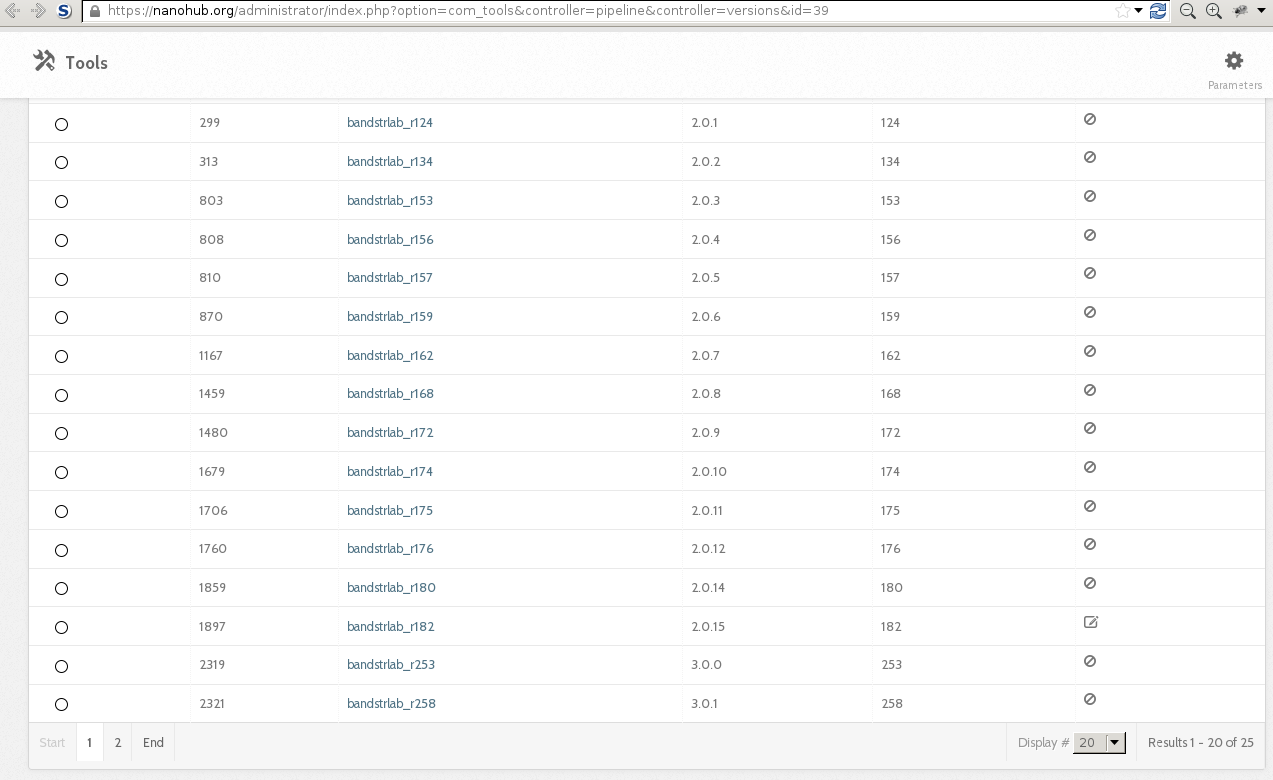 https://nanohub.org/administrator/index.php?option=com_tools&controller=pipeline&controller=versions&id=39
Tools
Parameters
299 bandstrlab_r124 2.0.1 124
313 bandstrlab_r134 2.0.2 134
803 bandstrlab_r153 2.0.3 153
808 bandstrlab_r156 2.0.4 156
810 bandstrlab_r157 2.0.5 157
870 bandstrlab_r159 2.0.6 159
1167 bandstrlab_r162 2.0.7 162
1459 bandstrlab_r168 2.0.8 168
1480 bandstrlab_r172 2.0.9 172
1679 bandstrlab_r174 2.0.10 174
1706 bandstrlab_r175 2.0.11 175
1760 bandstrlab_r176 2.0.12 176
1859 bandstrlab_r180 2.0.14 180
1897 bandstrlab_r182 2.0.15 182
2319 bandstrlab_r253 3.0.0 253
2321 bandstrlab_r258 3.0.1 258
Start 1 2 End Display # 20 Results 1 - 20 of 25